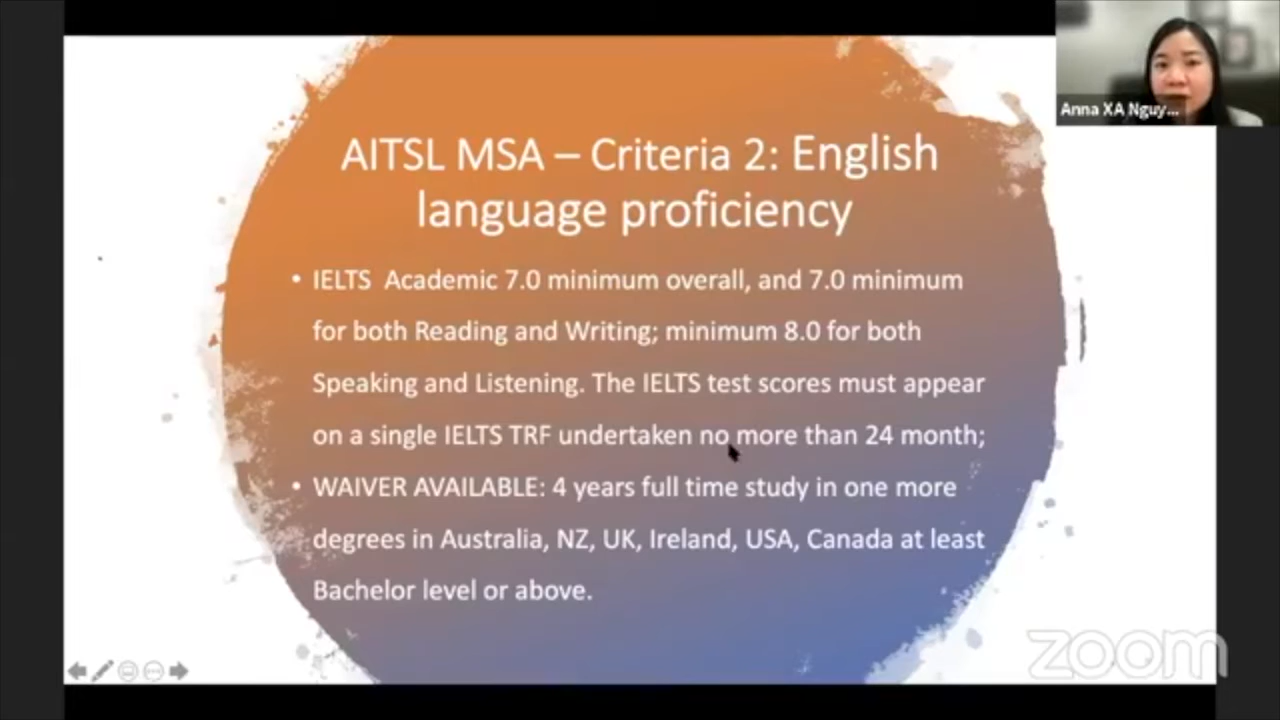 Anna XA Nguy...
AITSL MSA – Criteria 2: English
language proficiency
• IELTS  Academic 7.0 minimum overall, and 7.0 minimum
for both Reading and Writing; minimum 8.0 for both
Speaking and Listening. The IELTS test scores must appear
on a single IELTS TRF undertaken no more than 24 month;
• WAIVER AVAILABLE: 4 years full time study in one more
degrees in Australia, NZ, UK, Ireland, USA, Canada at least
Bachelor level or above.
zoom